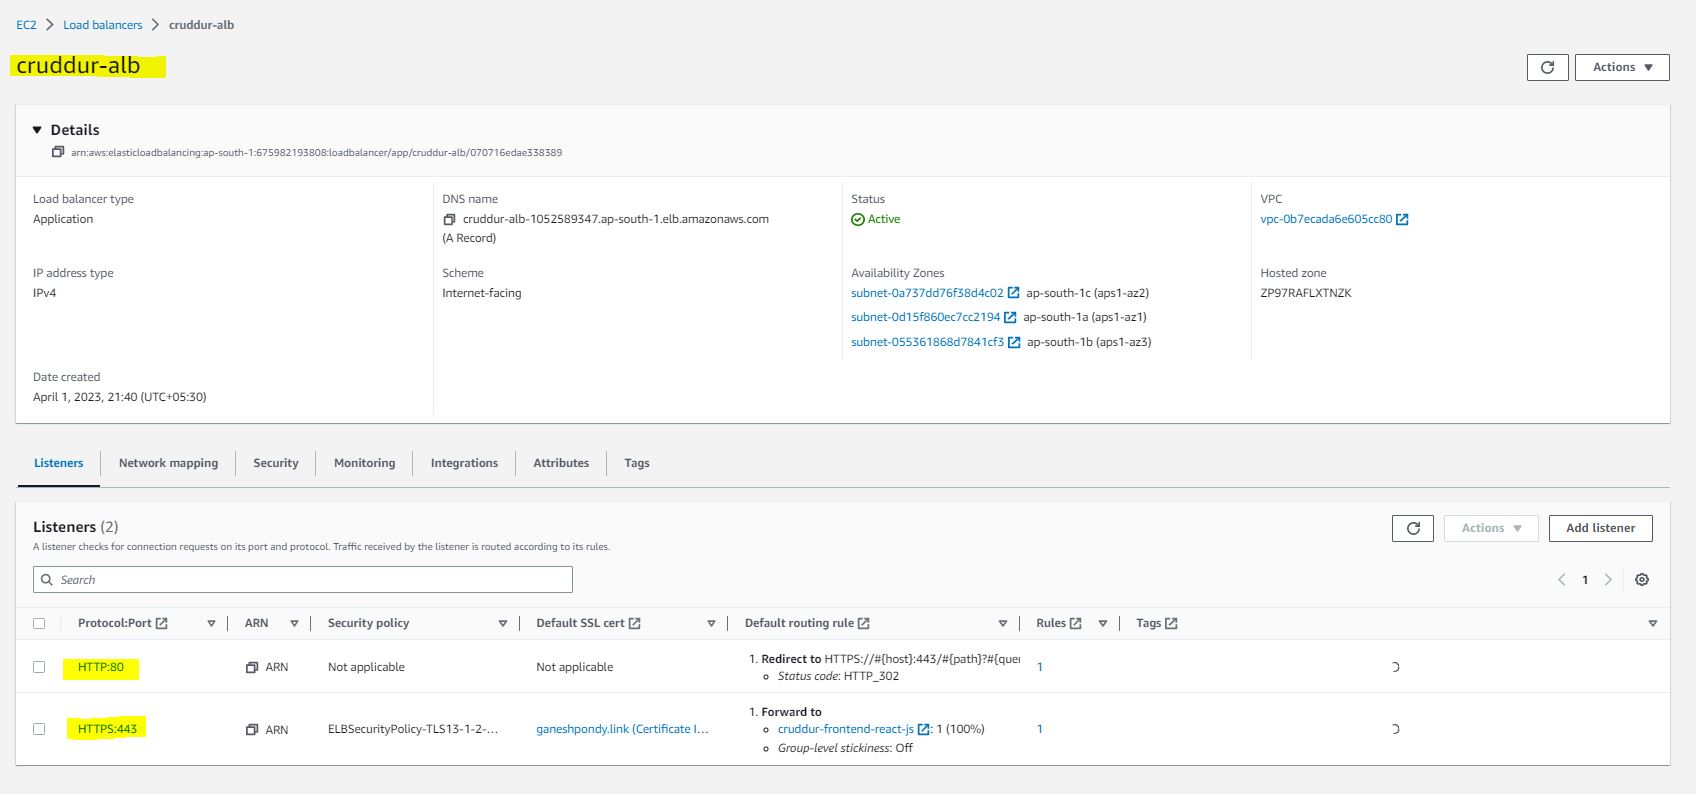 EC2 > Load balancers > cruddur-alb
cruddur-alb
Actions
Details
arn:aws:elasticloadbalancing:ap-south-1:675982193808:loadbalancer/app/cruddur-alb/070716edae338389
Load balancer type
Application
DNS name
cruddur-alb-1052589347.ap-south-1.elb.amazonaws.com
(A Record)
Status
Active
VPC
vpc-0b7ecada6e605cc80
IP address type
IPv4
Scheme
Internet-facing
Availability Zones
subnet-0a737dd76f38d4c02 ap-south-1c (aps1-az2)
subnet-0d15f860ec7cc2194 ap-south-1a (aps1-az1)
subnet-055361868d7841cf3 ap-south-1b (aps1-az3)
Hosted zone
ZP97RAFLXTNZK
Date created
April 1, 2023, 21:40 (UTC+05:30)
Listeners Network mapping Security Monitoring Integrations Attributes Tags
Listeners (2)
A listener checks for connection requests on its port and protocol. Traffic received by the listener is routed according to its rules.
Actions Add listener
Search
1
Protocol:Port ARN Security policy Default SSL cert Default routing rule Rules Tags
HTTP:80 ARN Not applicable Not applicable
1. Redirect to HTTPS://#{host}:443/#{path}?#{quer
Status code: HTTP_302
1
HTTPS:443 ARN ELBSecurityPolicy-TLS13-1-2-... ganeshpondy.link (Certificate I...
1. Forward to
cruddur-frontend-react-js : 1 (100%)
Group-level stickiness: Off
1